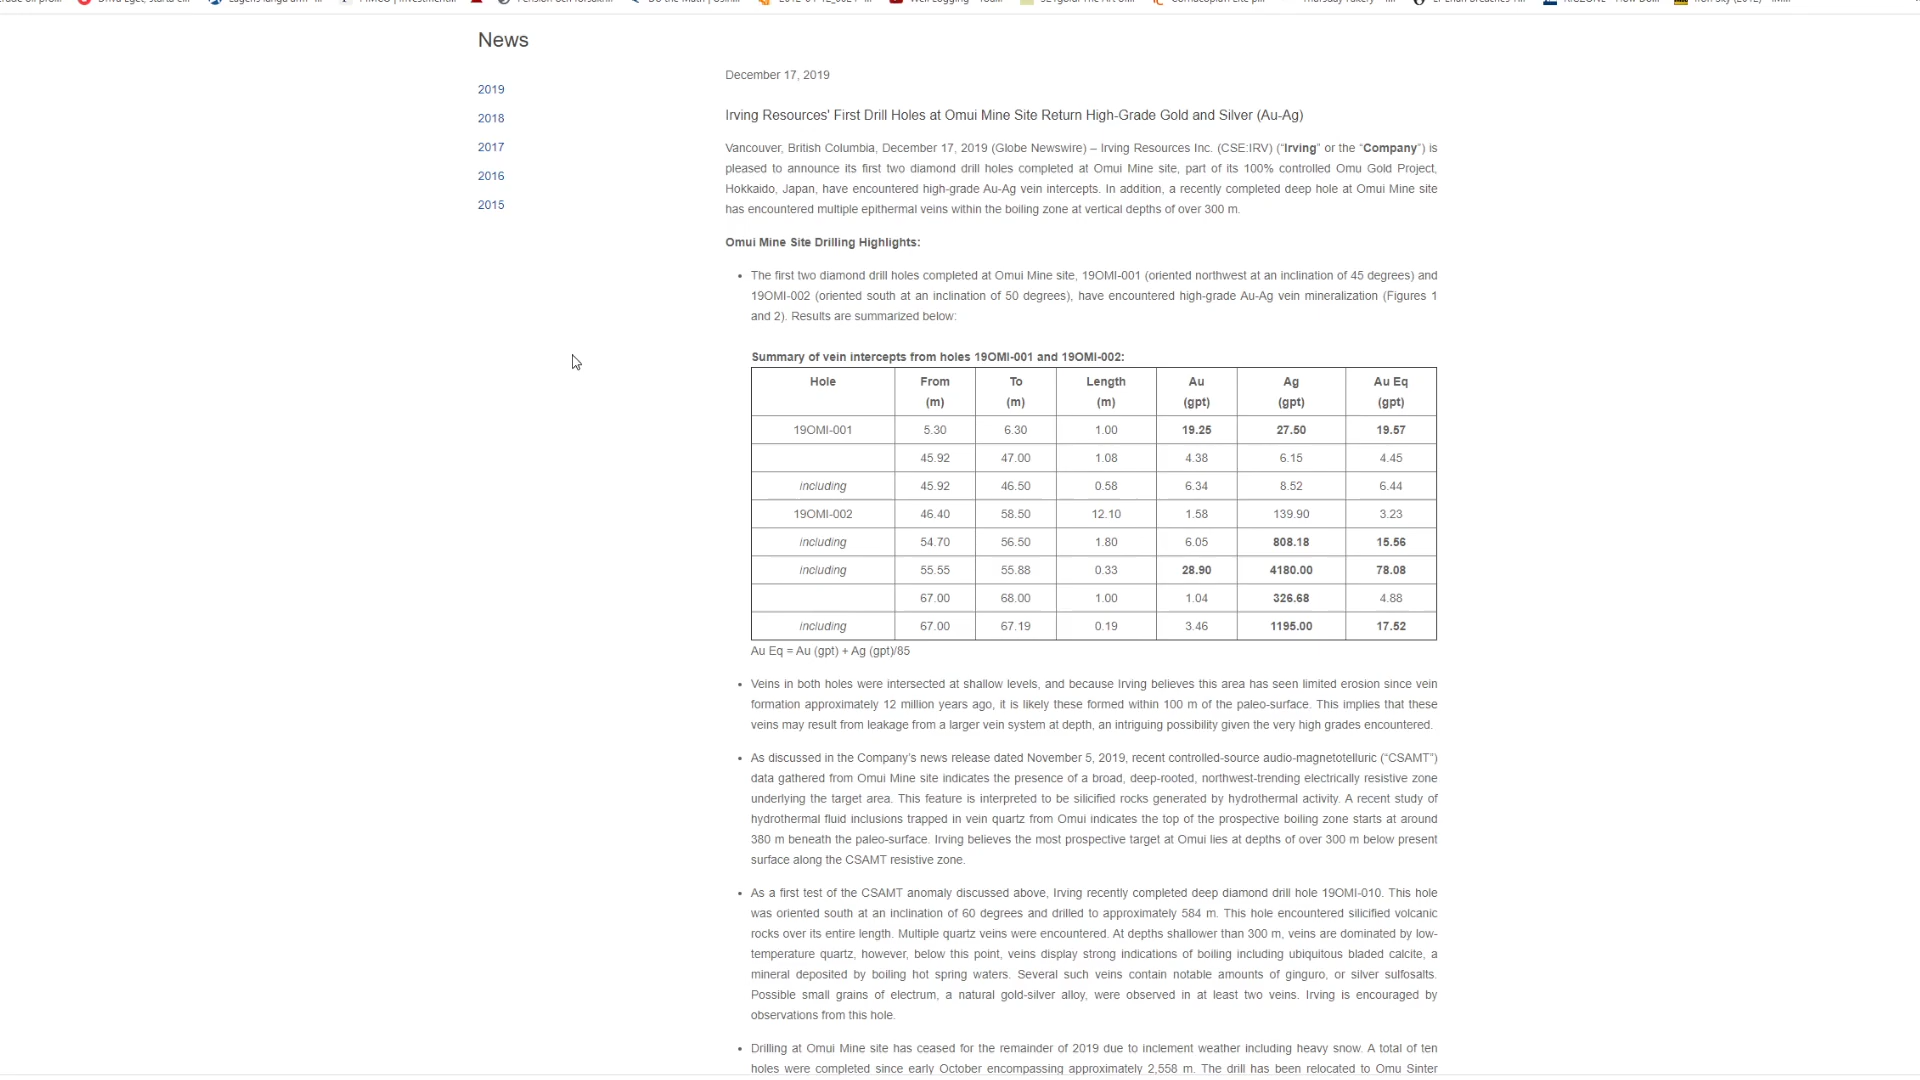 News
2019
2018
2017
2016
2015
December 17, 2019
Irving Resources' First Drill Holes at Omui Mine Site Return High-Grade Gold and Silver (Au-Ag)
Vancouver, British Columbia, December 17, 2019 (Globe Newswire) – Irving Resources Inc. (CSE:IRV) (“Irving” or the “Company”) is
pleased to announce its first two diamond drill holes completed at Omui Mine site, part of its 100% controlled Omu Gold Project,
Hokkaido, Japan, have encountered high-grade Au-Ag vein intercepts. In addition, a recently completed deep hole at Omui Mine site
has encountered multiple epithermal veins within the boiling zone at vertical depths of over 300 m.
Omui Mine Site Drilling Highlights:
• The first two diamond drill holes completed at Omui Mine site, 19OMI-001 (oriented northwest at an inclination of 45 degrees) and
19OMI-002 (oriented south at an inclination of 50 degrees), have encountered high-grade Au-Ag vein mineralization (Figures 1
and 2). Results are summarized below:
Summary of vein intercepts from holes 19OMI-001 and 19OMI-002:
Hole From To Length Au Ag Au Eq
(m) (m) (m) (gpt) (gpt) (gpt)
19OMI-001 5.30 6.30 1.00 19.25 27.50 19.57
45.92 47.00 1.08 4.38 6.15 4.45
including 45.92 46.50 0.58 6.34 8.52 6.44
19OMI-002 46.40 58.50 12.10 1.58 139.90 3.23
including 54.70 56.50 1.80 6.05 808.18 15.56
including 55.55 55.88 0.33 28.90 4180.00 78.08
67.00 68.00 1.00 1.04 326.68 4.88
including 67.00 67.19 0.19 3.46 1195.00 17.52
Au Eq = Au (gpt) + Ag (gpt)/85
• Veins in both holes were intersected at shallow levels, and because Irving believes this area has seen limited erosion since vein
formation approximately 12 million years ago, it is likely these formed within 100 m of the paleo-surface. This implies that these
veins may result from leakage from a larger vein system at depth, an intriguing possibility given the very high grades encountered.
• As discussed in the Company’s news release dated November 5, 2019, recent controlled-source audio-magnetotelluric (“CSAMT”)
data gathered from Omui Mine site indicates the presence of a broad, deep-rooted, northwest-trending electrically resistive zone
underlying the target area. This feature is interpreted to be silicified rocks generated by hydrothermal activity. A recent study of
hydrothermal fluid inclusions trapped in vein quartz from Omui indicates the top of the prospective boiling zone starts at around
380 m beneath the paleo-surface. Irving believes the most prospective target at Omui lies at depths of over 300 m below present
surface along the CSAMT resistive zone.
• As a first test of the CSAMT anomaly discussed above, Irving recently completed deep diamond drill hole 19OMI-010. This hole
was oriented south at an inclination of 60 degrees and drilled to approximately 584 m. This hole encountered silicified volcanic
rocks over its entire length. Multiple quartz veins were encountered. At depths shallower than 300 m, veins are dominated by low-
temperature quartz, however, below this point, veins display strong indications of boiling including ubiquitous bladed calcite, a
mineral deposited by boiling hot spring waters. Several such veins contain notable amounts of ginguro, or silver sulfosalts.
Possible small grains of electrum, a natural gold-silver alloy, were observed in at least two veins. Irving is encouraged by
observations from this hole.
• Drilling at Omui Mine site has ceased for the remainder of 2019 due to inclement weather including heavy snow. A total of ten
holes were completed since early October encompassing approximately 2,558 m. The drill has been relocated to Omu Sinter